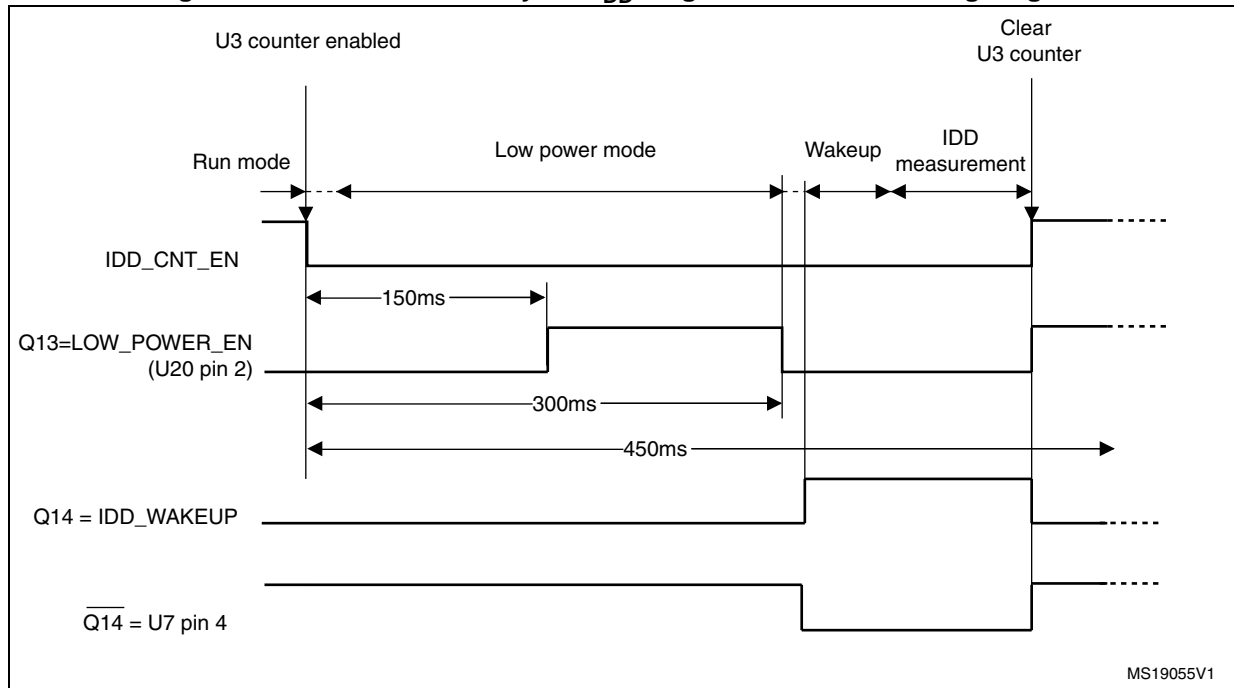 U3 counter enabled
Clear
U3 counter
Run mode
Low power mode
Wakeup
IDD
measurement
IDD_CNT_EN
150ms
Q13=LOW_POWER_EN
(U20 pin 2)
300ms
450ms
Q14 = IDD_WAKEUP
Q14 = U7 pin 4
MS19055V1